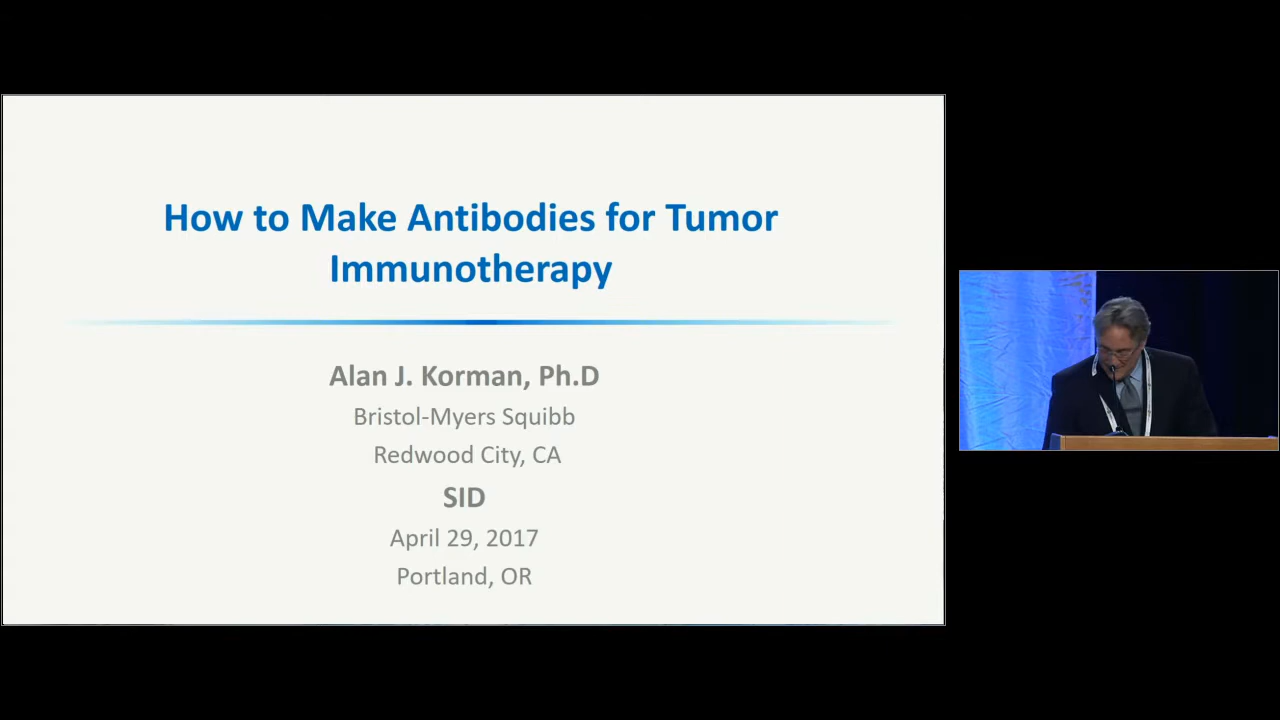 How to Make Antibodies for Tumor
Immunotherapy
Alan J. Korman, Ph.D
Bristol-Myers Squibb
Redwood City, CA
SID
April 29, 2017
Portland, OR